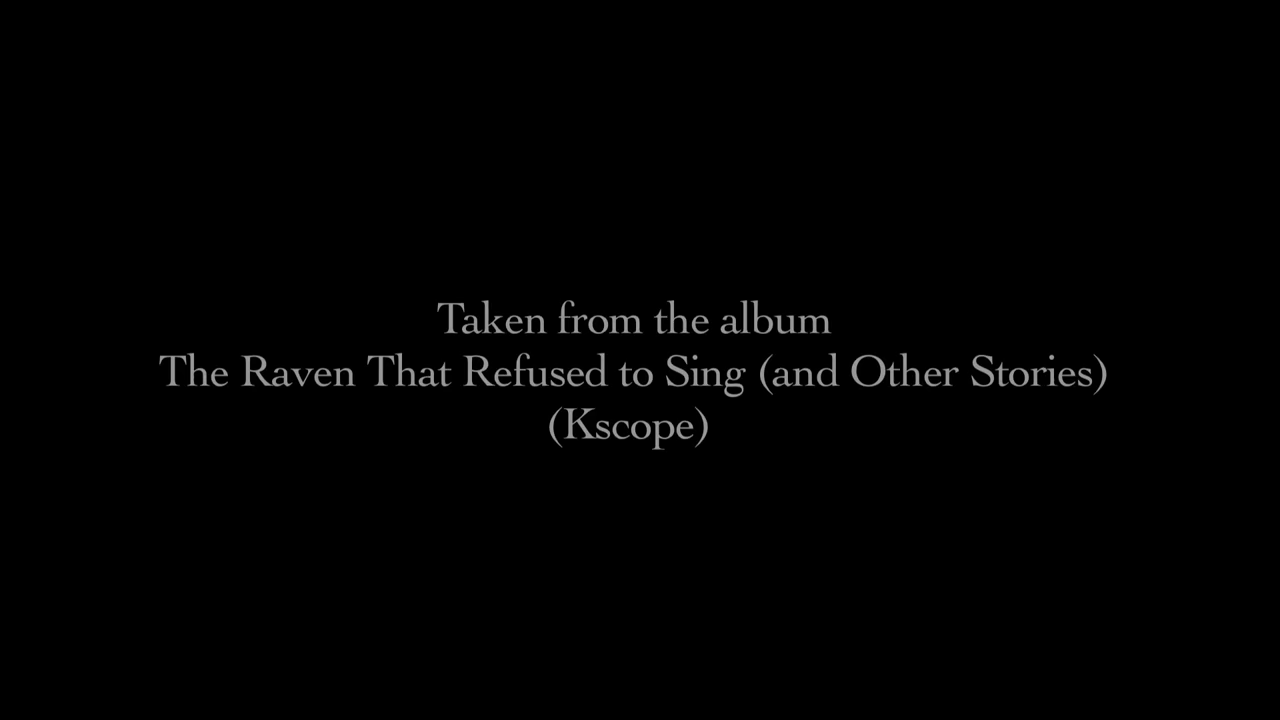 Taken from the album
The Raven That Refused to Sing (and Other Stories)
(Kscope)